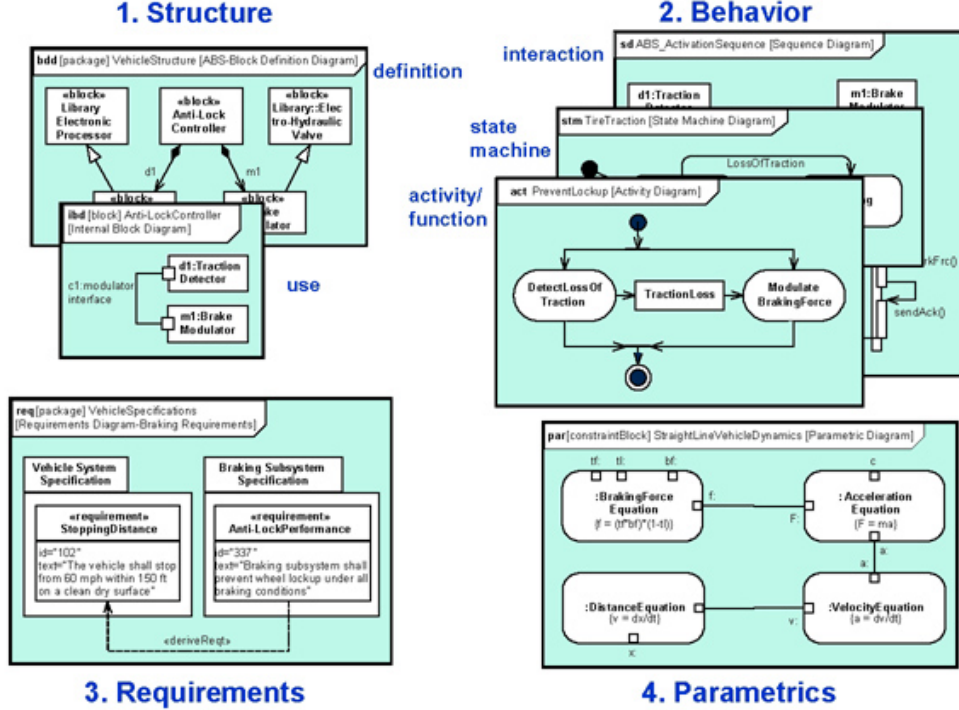 1. Structure
bdd [package] VehicleStructure [ABS-Block Definition Diagram]
definition
«block»
Library
Electronic
Processor
«block»
Anti-Lock
Controller
«block»
Library::Elec
tro-Hydraulic
Valve
d1
m1
«block»
«block»
ibd [block] Anti-LockController
[Internal Block Diagram]
c1:modulator
interface
d1:Traction
Detector
m1:Brake
Modulator
use
2. Behavior
interaction
sd ABS_ActivationSequence [Sequence Diagram]
d1:Traction
Detector
m1:Brake
Modulator
state
machine
stm TireTraction [State Machine Diagram]
LossOfTraction
activity/
function
act PreventLockup [Activity Diagram]
DetectLossOf
Traction
TractionLoss
Modulate
BrakingForce
sendAck()
req [package] VehicleSpecifications
[Requirements Diagram-Braking Requirements]
Vehicle System
Specification
«requirement»
StoppingDistance
id="102"
text="The vehicle shall stop
from 60 mph within 150 ft
on a clean dry surface"
Braking Subsystem
Specification
«requirement»
Anti-LockPerformance
id="337"
text="Braking subsystem shall
prevent wheel lockup under all
braking conditions"
«deriveReqt»
3. Requirements
par [constraintBlock] StraightLineVehicleDynamics [Parametric Diagram]
tf:
tl:
bf:
:BrakingForce
Equation
{f = (tf*bf)*(1-tl)}
f:
F:
c
:Acceleration
Equation
{F = ma}
a:
a:
:DistanceEquation
{v = dx/dt}
x:
v:
:VelocityEquation
{a = dv/dt}
4. Parametrics